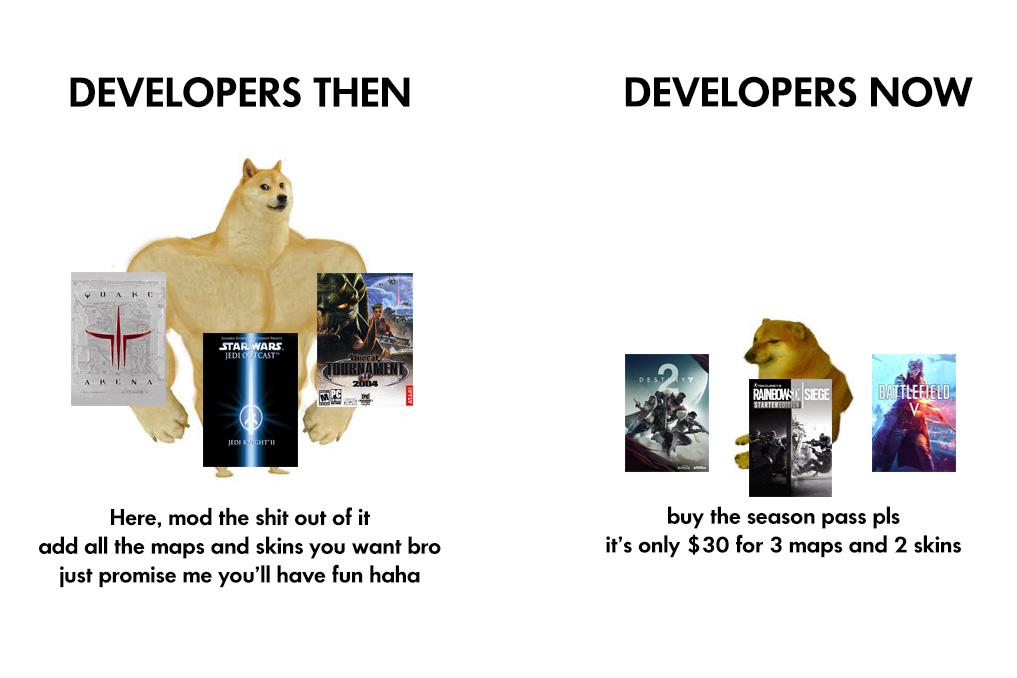 DEVELOPERS THEN
QUAKE
ARENA
STAR WARS
JEDI OUTCAST™
JEDI KNIGHT II
Unreal
TOURNAMENT
2004
M
PC
ATARI
Here, mod the shit out of it
add all the maps and skins you want bro
just promise me you'll have fun haha
DEVELOPERS NOW
DESTINY
2
RAINBOW SIX SIEGE
STARTER EDITION
BATTLEFIELD
V
buy the season pass pls
it's only $30 for 3 maps and 2 skins